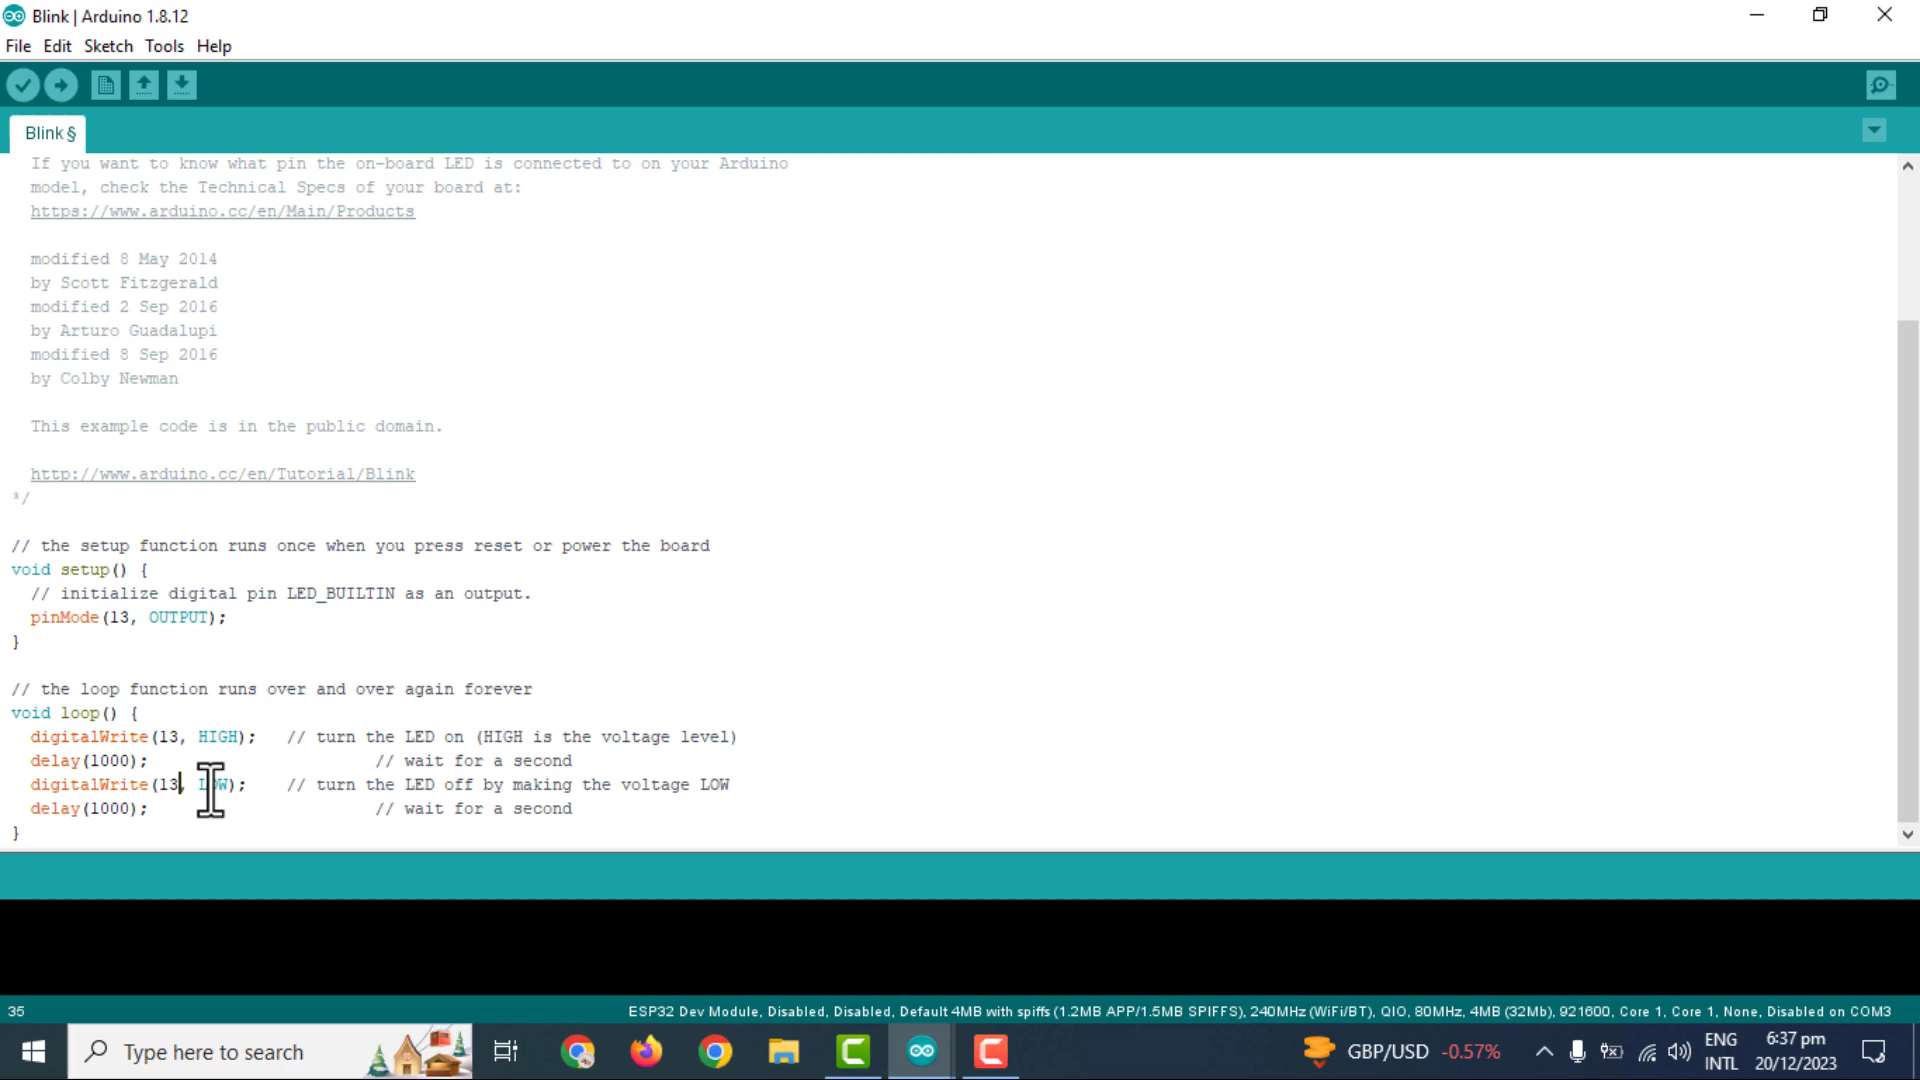 Blink | Arduino 1.8.12
File Edit Sketch Tools Help
Blink §
If you want to know what pin the on-board LED is connected to on your Arduino
model, check the Technical Specs of your board at:
https://www.arduino.cc/en/Main/Products
modified 8 May 2014
by Scott Fitzgerald
modified 2 Sep 2016
by Arturo Guadalupi
modified 8 Sep 2016
by Colby Newman
This example code is in the public domain.
http://www.arduino.cc/en/Tutorial/Blink
*/
// the setup function runs once when you press reset or power the board
void setup() {
// initialize digital pin LED_BUILTIN as an output.
pinMode(13, OUTPUT);
}
// the loop function runs over and over again forever
void loop() {
digitalWrite(13, HIGH); // turn the LED on (HIGH is the voltage level)
delay(1000); // wait for a second
digitalWrite(13, LOW); // turn the LED off by making the voltage LOW
delay(1000); // wait for a second
}
35
ESP32 Dev Module, Disabled, Disabled, Default 4MB with spiffs (1.2MB APP/1.5MB SPIFFS), 240MHz (WiFi/BT), QIO, 80MHz, 4MB (32Mb), 921600, Core 1, Core 1, None, Disabled on COM3
Type here to search
GBP/USD -0.57%
ENG
INTL
6:37 pm
20/12/2023